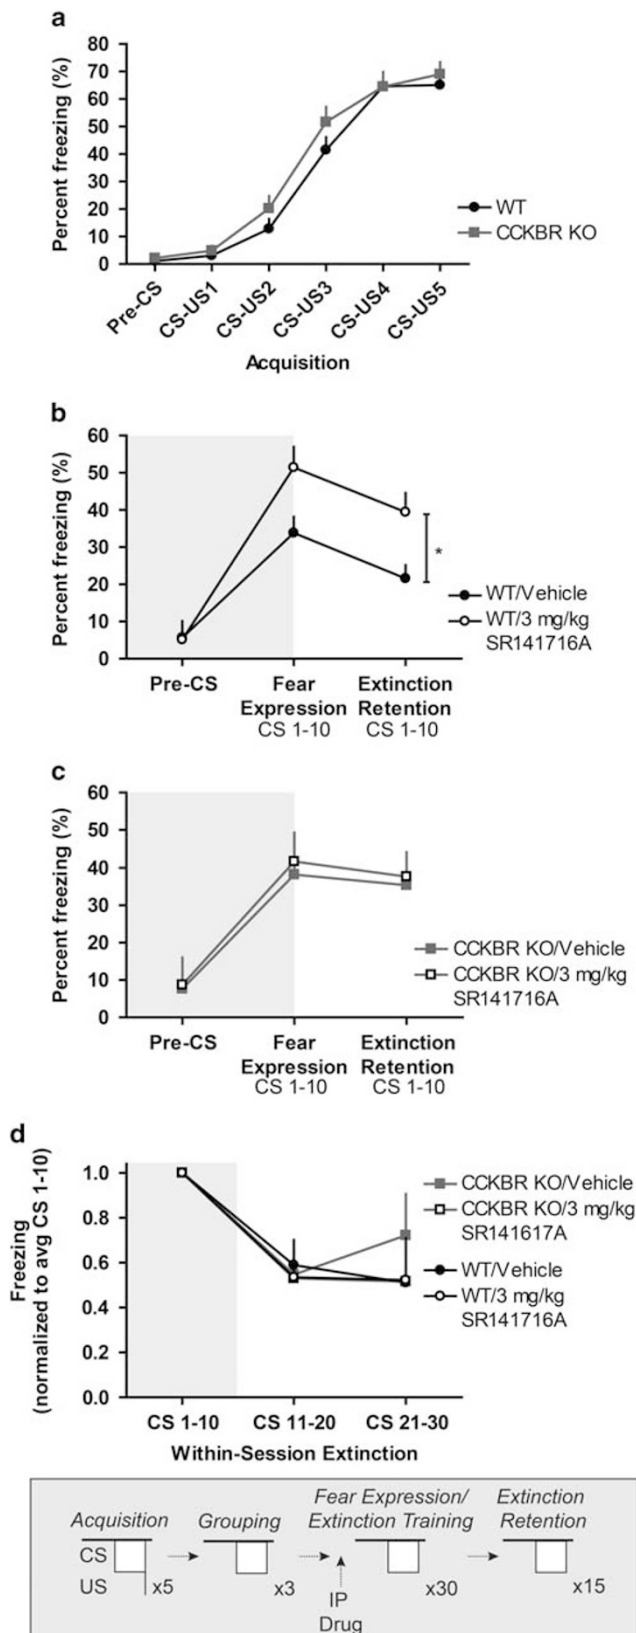 a
Percent freezing (%)
80
70
60
50
40
30
20
10
0
Pre-CS
CS-US1
CS-US2
CS-US3
CS-US4
CS-US5
Acquisition
WT
CCKBR KO
b
Percent freezing (%)
60
50
40
30
20
10
0
*
Pre-CS
Fear
Expression
CS 1-10
Extinction
Retention
CS 1-10
WT/Vehicle
WT/3 mg/kg
SR141716A
c
Percent freezing (%)
60
50
40
30
20
10
0
Pre-CS
Fear
Expression
CS 1-10
Extinction
Retention
CS 1-10
CCKBR KO/Vehicle
CCKBR KO/3 mg/kg
SR141716A
d
Freezing
(normalized to avg CS 1-10)
1.0
0.8
0.6
0.4
0.2
0.0
CS 1-10
CS 11-20
CS 21-30
Within-Session Extinction
CCKBR KO/Vehicle
CCKBR KO/3 mg/kg
SR141617A
WT/Vehicle
WT/3 mg/kg
SR141716A
Acquisition
CS
US
x5
Grouping
x3
IP
Drug
Fear Expression/
Extinction Training
x30
Extinction
Retention
x15